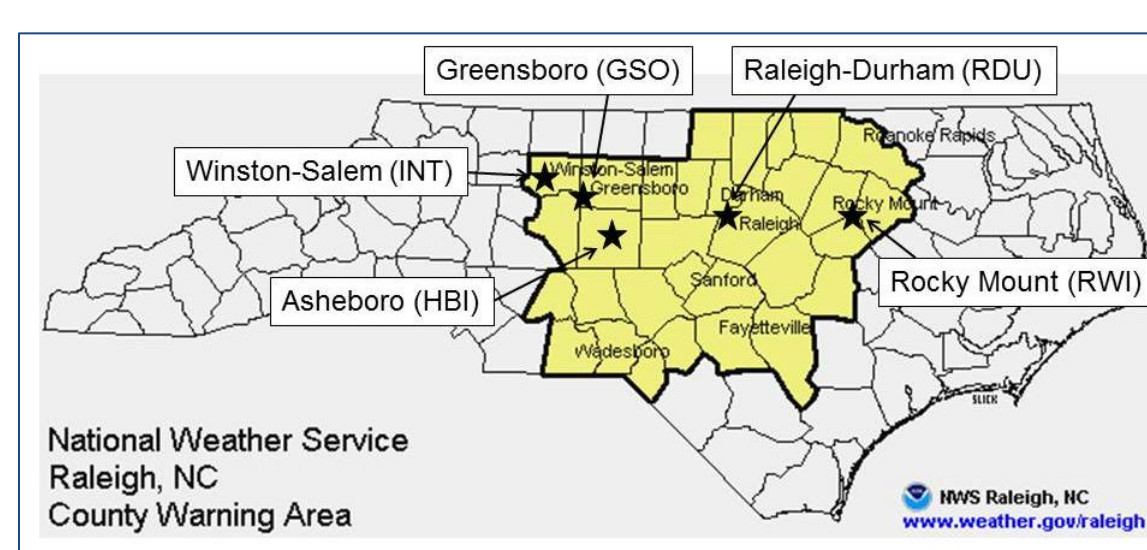 Greensboro (GSO)
Raleigh-Durham (RDU)
Roanoke Rapids
Winston-Salem (INT)
Winston-Salem
Greensboro
Durham
Rocky Mount
Raleigh
Asheboro (HBI)
Sanford
Rocky Mount (RWI)
Fayetteville
Wadesboro
SLICK
National Weather Service
Raleigh, NC
County Warning Area
NWS Raleigh, NC
www.weather.gov/raleigh